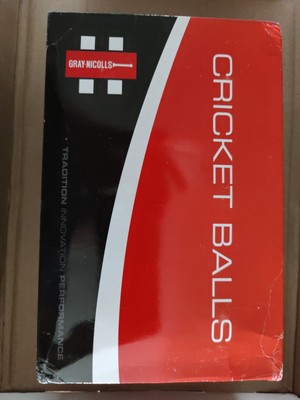 GRAY-NICOLLS
CRICKET BALLS
• TRADITION INNOVATION PERFORMANCE